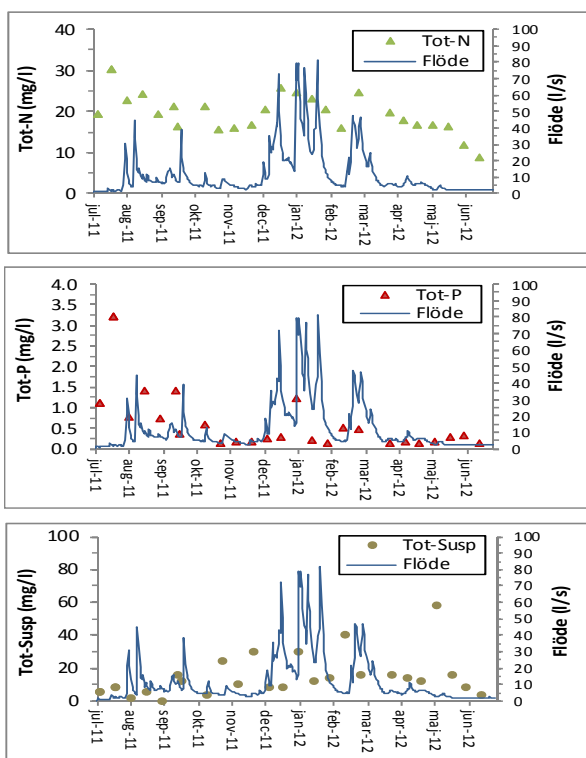 Tot-N
Flöde
Tot-N (mg/l)
40
30
20
10
0
100
90
80
70
60
50
40
30
20
10
0
Flöde (l/s)
jul-11
aug-11
sep-11
okt-11
nov-11
dec-11
jan-12
feb-12
mar-12
apr-12
maj-12
jun-12
Tot-P
Flöde
Tot-P (mg/l)
4.0
3.5
3.0
2.5
2.0
1.5
1.0
0.5
0.0
100
90
80
70
60
50
40
30
20
10
0
Flöde (l/s)
jul-11
aug-11
sep-11
okt-11
nov-11
dec-11
jan-12
feb-12
mar-12
apr-12
maj-12
jun-12
Tot-Susp
Flöde
Tot-Susp (mg/l)
100
80
60
40
20
0
100
90
80
70
60
50
40
30
20
10
0
Flöde (l/s)
jul-11
aug-11
sep-11
okt-11
nov-11
dec-11
jan-12
feb-12
mar-12
apr-12
maj-12
jun-12